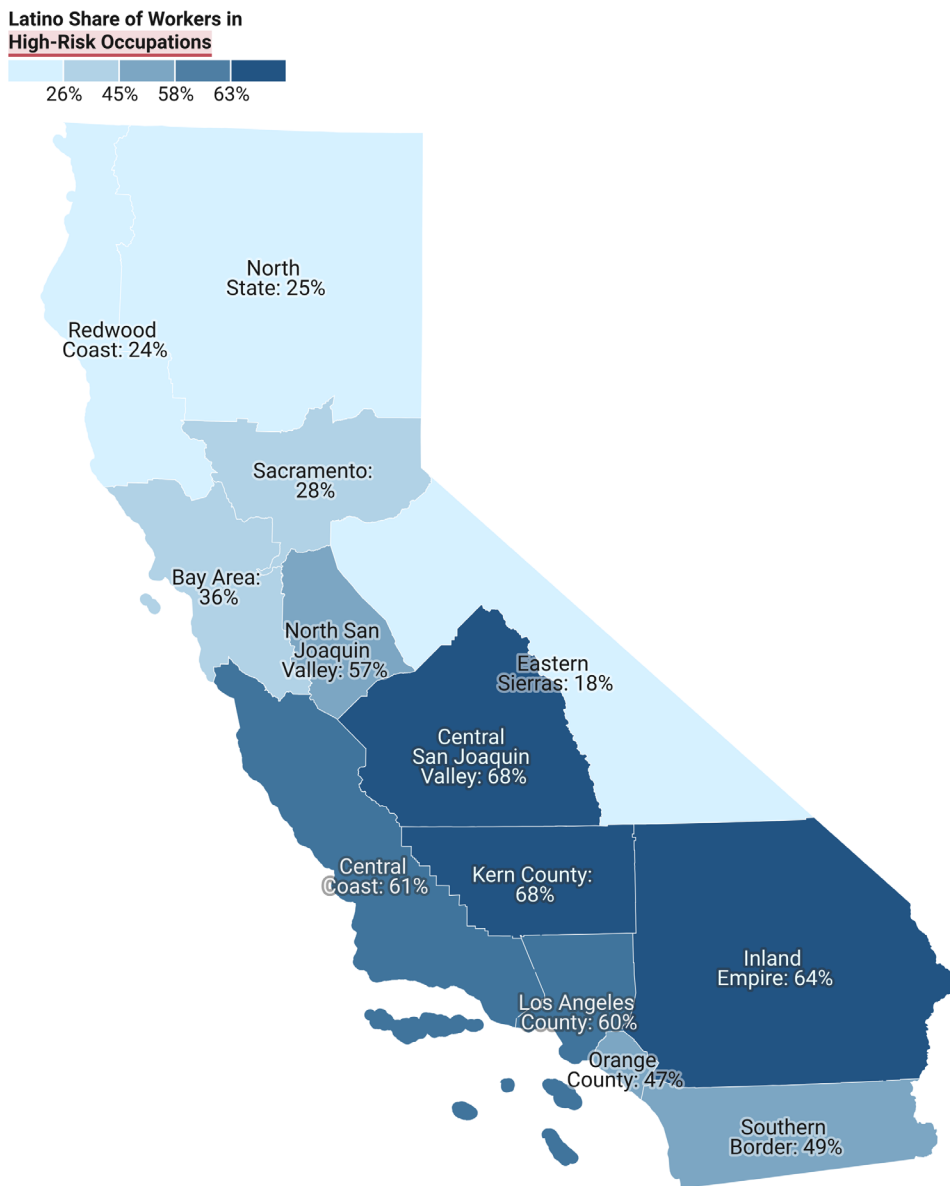 Latino Share of Workers in
High-Risk Occupations
26% 45% 58% 63%
North
State: 25%
Redwood
Coast: 24%
Sacramento:
28%
Bay Area:
36%
North San
Joaquin
Valley: 57%
Eastern
Sierras: 18%
Central
San Joaquin
Valley: 68%
Central
Coast: 61%
Kern County:
68%
Inland
Empire: 64%
Los Angeles
County: 60%
Orange
County: 47%
Southern
Border: 49%